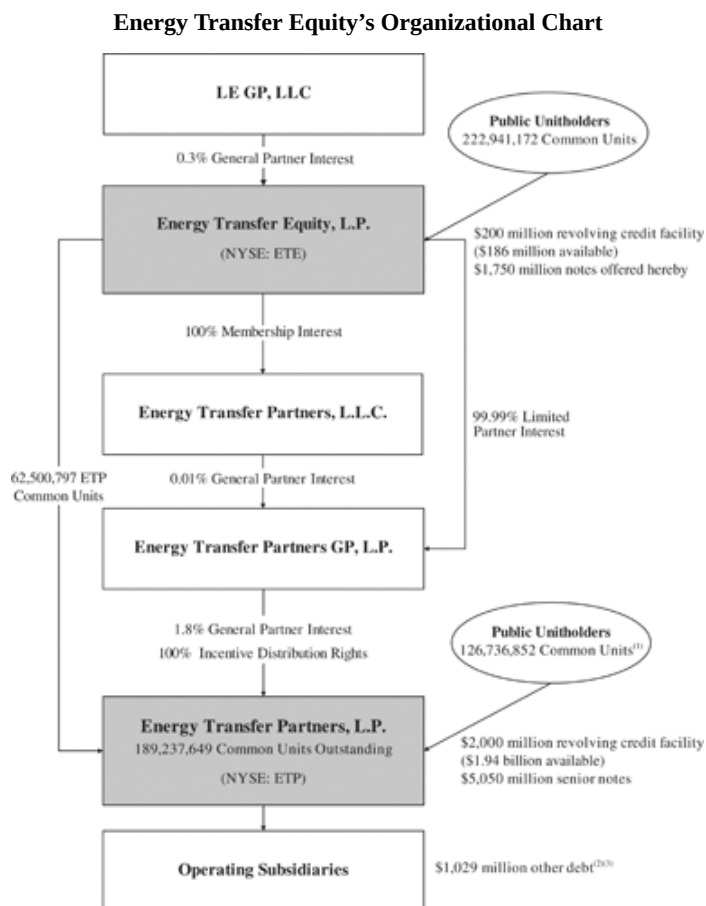 Energy Transfer Equity's Organizational Chart
LE GP, LLC
Public Unitholders
222,941,172 Common Units
0.3% General Partner Interest
Energy Transfer Equity, L.P.
(NYSE: ETE)
$200 million revolving credit facility
($186 million available)
$1,750 million notes offered hereby
100% Membership Interest
Energy Transfer Partners, L.L.C.
99.99% Limited
Partner Interest
62,500,797 ETP
Common Units
0.01% General Partner Interest
Energy Transfer Partners GP, L.P.
1.8% General Partner Interest
100% Incentive Distribution Rights
Public Unitholders
126,736,852 Common Units(1)
Energy Transfer Partners, L.P.
189,237,649 Common Units Outstanding
(NYSE: ETP)
$2,000 million revolving credit facility
($1.94 billion available)
$5,050 million senior notes
Operating Subsidiaries
$1,029 million other debt(2)(3)